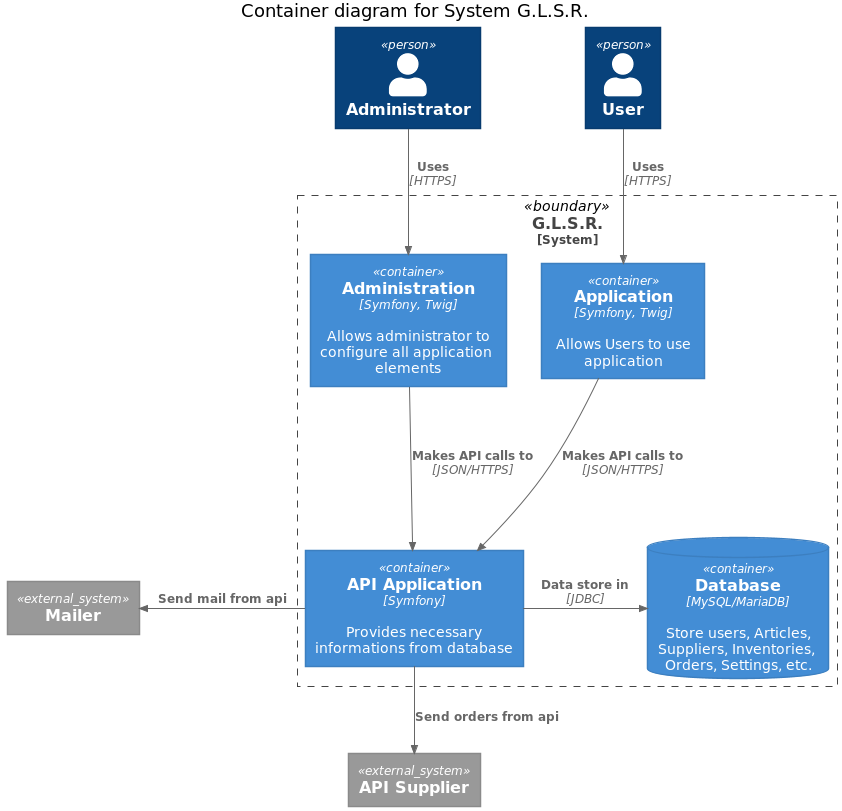 Container diagram for System G.L.S.R.
«person»
Administrator
«person»
User
Uses
[HTTPS]
Uses
[HTTPS]
«boundary»
G.L.S.R.
[System]
«container»
Administration
[Symfony, Twig]
Allows administrator to
configure all application
elements
«container»
Application
[Symfony, Twig]
Allows Users to use
application
Makes API calls to
[JSON/HTTPS]
Makes API calls to
[JSON/HTTPS]
«external_system»
Mailer
Send mail from api
«container»
API Application
[Symfony]
Provides necessary
informations from database
Data store in
[JDBC]
«container»
Database
[MySQL/MariaDB]
Store users, Articles,
Suppliers, Inventories,
Orders, Settings, etc.
Send orders from api
«external_system»
API Supplier